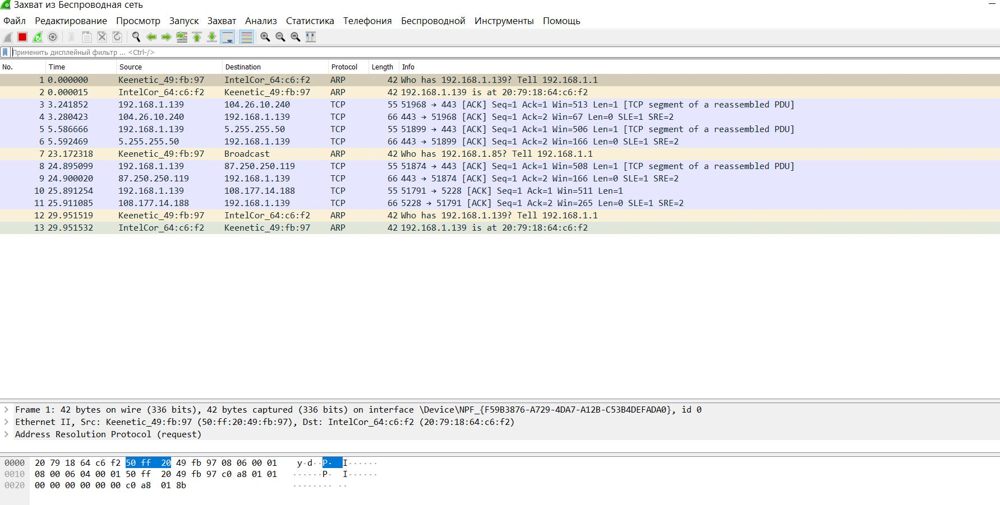 Захват из Беспроводная сеть
Файл Редактирование Просмотр Запуск Захват Анализ Статистика Телефония Беспроводной Инструменты Помощь
Применить дисплейный фильтр ... <Ctrl-/>
No. Time Source Destination Protocol Length Info
1 0.000000 Keenetic_49:fb:97 IntelCor_64:c6:f2 ARP 42 Who has 192.168.1.139? Tell 192.168.1.1
2 0.000015 IntelCor_64:c6:f2 Keenetic_49:fb:97 ARP 42 192.168.1.139 is at 20:79:18:64:c6:f2
3 3.241852 192.168.1.139 104.26.10.240 TCP 55 51968 → 443 [ACK] Seq=1 Ack=1 Win=513 Len=1 [TCP segment of a reassembled PDU]
4 3.280423 104.26.10.240 192.168.1.139 TCP 66 443 → 51968 [ACK] Seq=1 Ack=2 Win=67 Len=0 SLE=1 SRE=2
5 5.586666 192.168.1.139 5.255.255.50 TCP 55 51899 → 443 [ACK] Seq=1 Ack=1 Win=506 Len=1 [TCP segment of a reassembled PDU]
6 5.592469 5.255.255.50 192.168.1.139 TCP 66 443 → 51899 [ACK] Seq=1 Ack=2 Win=166 Len=0 SLE=1 SRE=2
7 23.172318 Keenetic_49:fb:97 Broadcast ARP 42 Who has 192.168.1.85? Tell 192.168.1.1
8 24.895099 192.168.1.139 87.250.250.119 TCP 55 51874 → 443 [ACK] Seq=1 Ack=1 Win=508 Len=1 [TCP segment of a reassembled PDU]
9 24.900020 87.250.250.119 192.168.1.139 TCP 66 443 → 51874 [ACK] Seq=1 Ack=2 Win=166 Len=0 SLE=1 SRE=2
10 25.891254 192.168.1.139 108.177.14.188 TCP 55 51791 → 5228 [ACK] Seq=1 Ack=1 Win=511 Len=1
11 25.911085 108.177.14.188 192.168.1.139 TCP 66 5228 → 51791 [ACK] Seq=1 Ack=2 Win=265 Len=0 SLE=1 SRE=2
12 29.951519 Keenetic_49:fb:97 IntelCor_64:c6:f2 ARP 42 Who has 192.168.1.139? Tell 192.168.1.1
13 29.951532 IntelCor_64:c6:f2 Keenetic_49:fb:97 ARP 42 192.168.1.139 is at 20:79:18:64:c6:f2
Frame 1: 42 bytes on wire (336 bits), 42 bytes captured (336 bits) on interface \Device\NPF_{F59B3876-A729-4DA7-A12B-C53B4DEFADA0}, id 0
Ethernet II, Src: Keenetic_49:fb:97 (50:ff:20:49:fb:97), Dst: IntelCor_64:c6:f2 (20:79:18:64:c6:f2)
Address Resolution Protocol (request)
0000 20 79 18 64 c6 f2 50 ff 20 49 fb 97 08 06 00 01 y·d··P· I······
0010 08 00 06 04 00 01 50 ff 20 49 fb 97 c0 a8 01 01 ······P· I······
0020 00 00 00 00 00 00 c0 a8 01 8b ········ ··